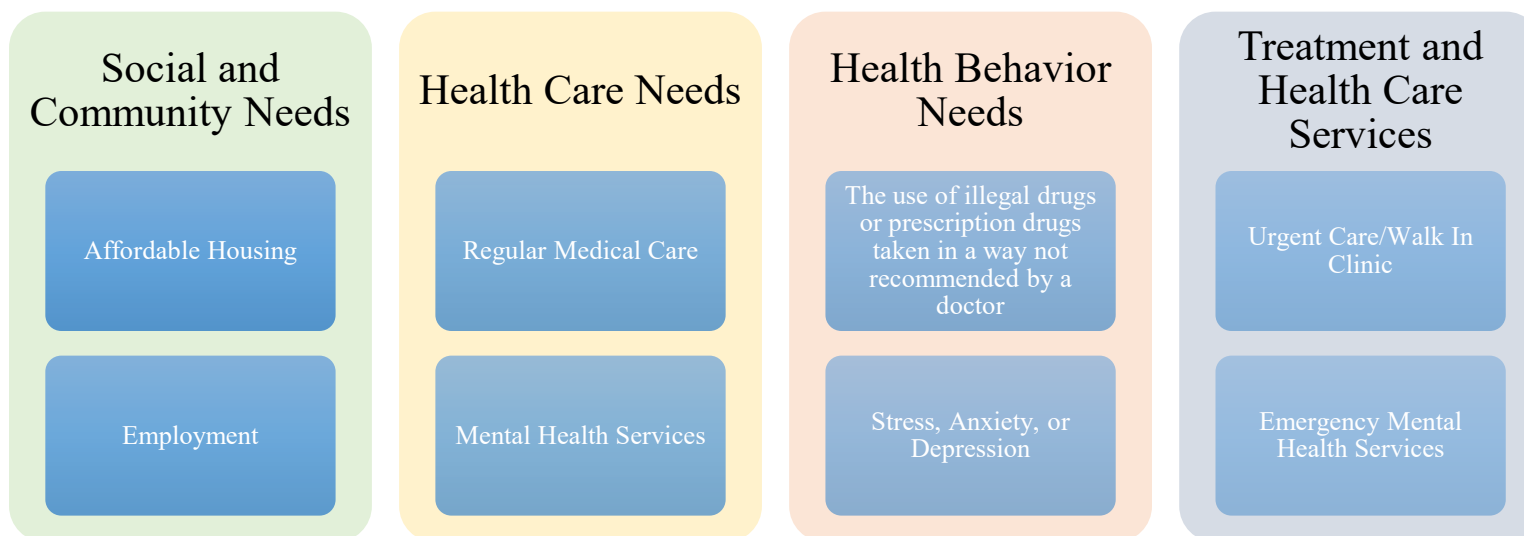 Social and
Community Needs
Affordable Housing
Employment
Health Care Needs
Regular Medical Care
Mental Health Services
Health Behavior
Needs
The use of illegal drugs
or prescription drugs
taken in a way not
recommended by a
doctor
Stress, Anxiety, or
Depression
Treatment and
Health Care
Services
Urgent Care/Walk In
Clinic
Emergency Mental
Health Services